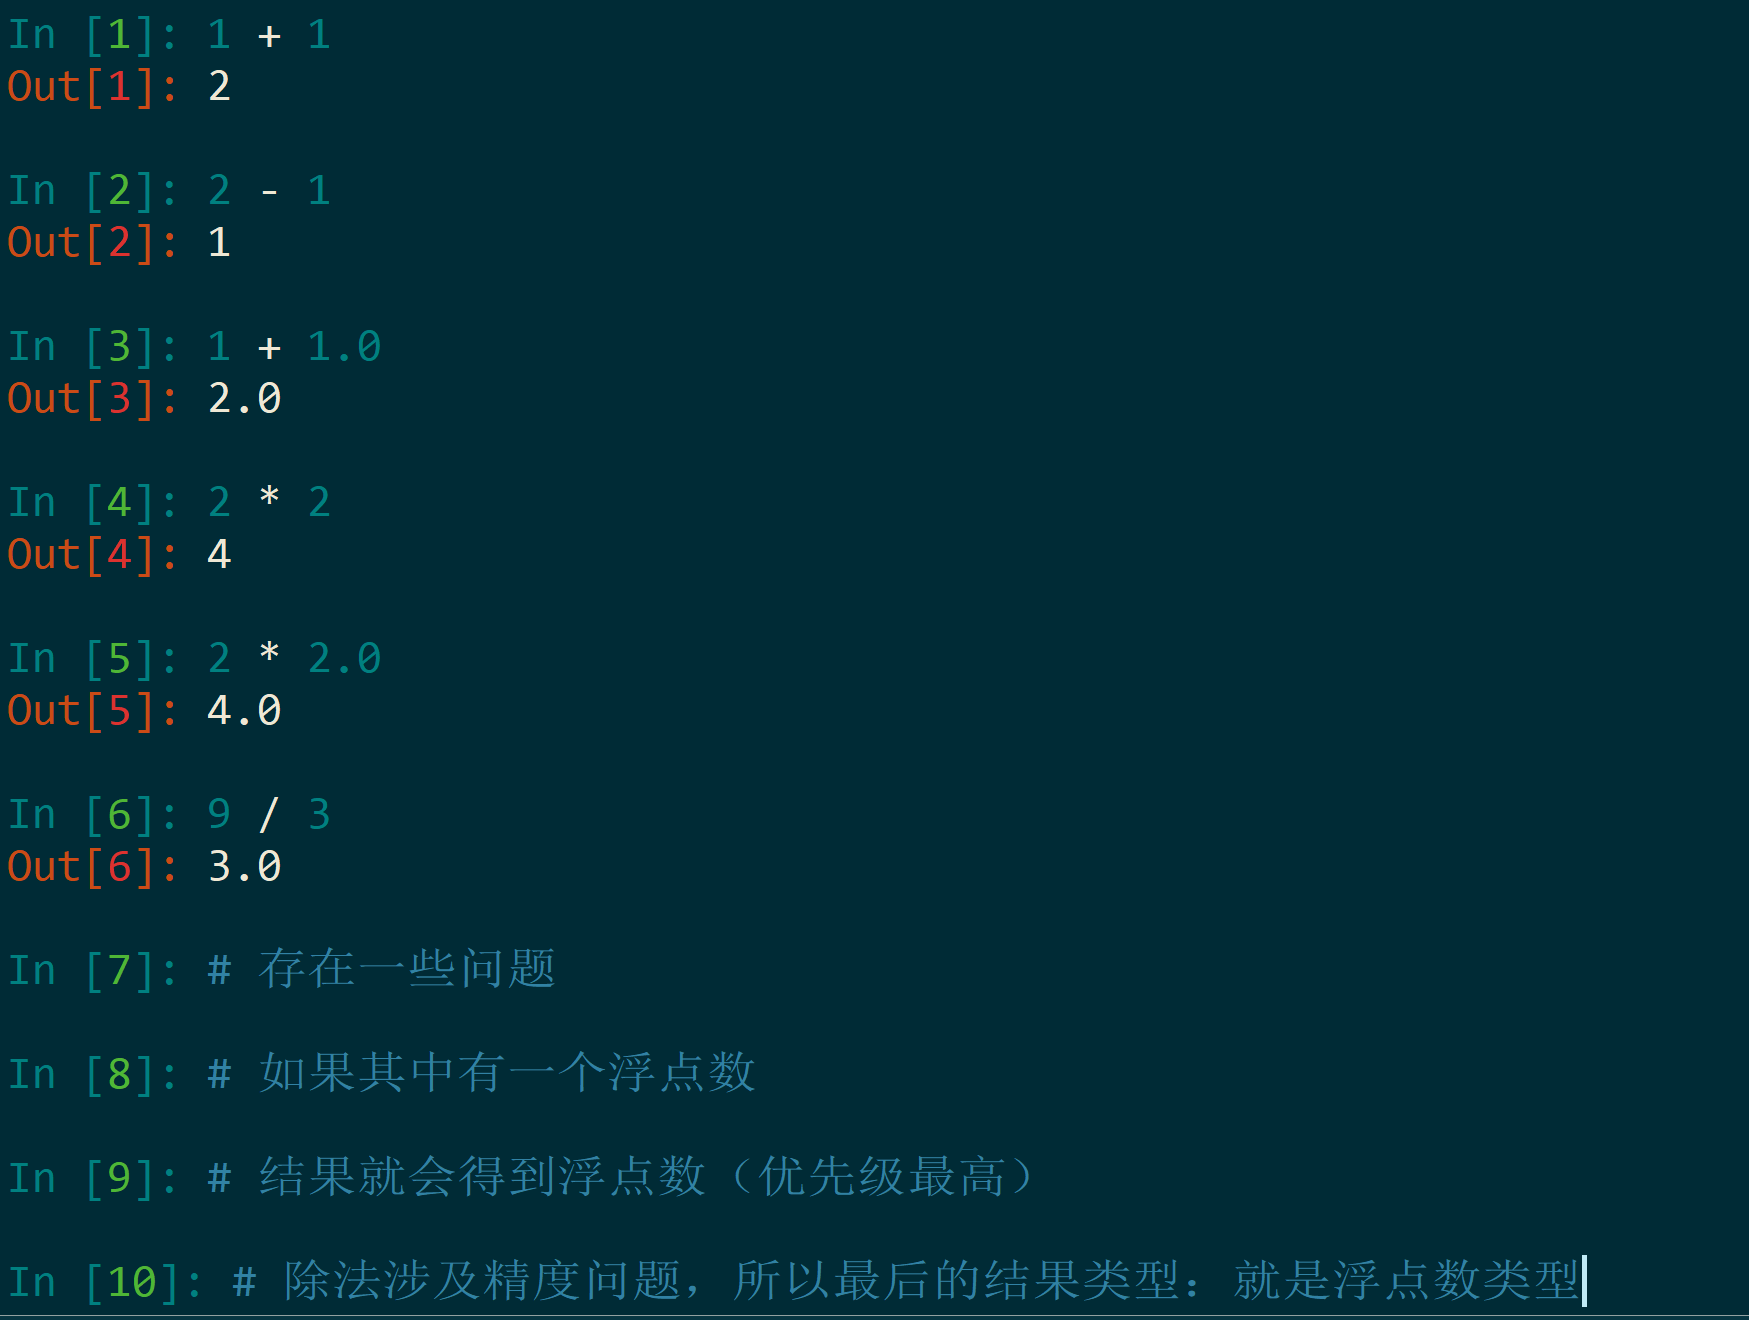 In [1]: 1 + 1
Out[1]: 2
In [2]: 2 - 1
Out[2]: 1
In [3]: 1 + 1.0
Out[3]: 2.0
In [4]: 2 * 2
Out[4]: 4
In [5]: 2 * 2.0
Out[5]: 4.0
In [6]: 9 / 3
Out[6]: 3.0
In [7]: # 存在一些问题
In [8]: # 如果其中有一个浮点数
In [9]: # 结果就会得到浮点数（优先级最高）
In [10]: # 除法涉及精度问题，所以最后的结果类型：就是浮点数类型